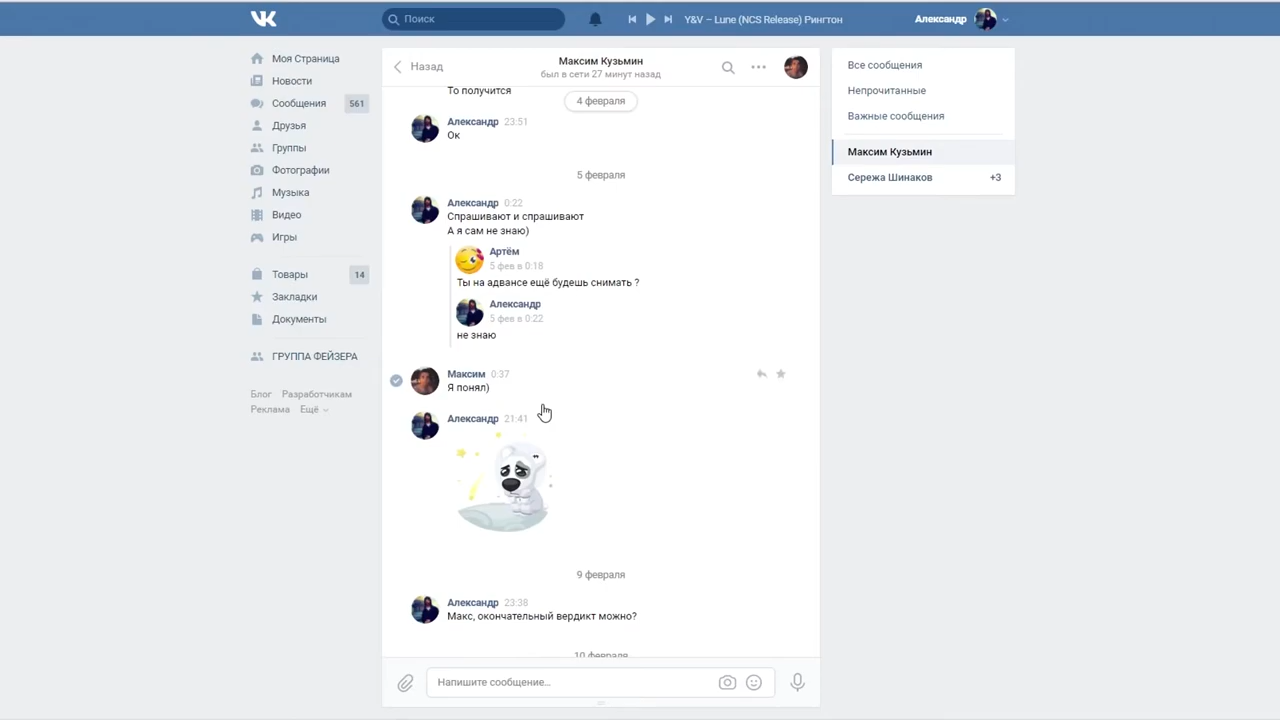 Поиск
Y&V – Lune (NCS Release) Рингтон
Александр
Моя Страница
Новости
Сообщения 561
Друзья
Группы
Фотографии
Музыка
Видео
Игры
Товары 14
Закладки
Документы
ГРУППА ФЕЙЗЕРА
Блог Разработчикам
Реклама Ещё
Назад
Максим Кузьмин
был в сети 27 минут назад
То получится
4 февраля
Александр 23:51
Ок
5 февраля
Александр 0:22
Спрашивают и спрашивают
А я сам не знаю)
Артём
5 фев в 0:18
Ты на адвансе ещё будешь снимать ?
Александр
5 фев в 0:22
не знаю
Максим 0:37
Я понял)
Александр 21:41
9 февраля
Александр 23:38
Макс, окончательный вердикт можно?
10 февраля
Напишите сообщение...
Все сообщения
Непрочитанные
Важные сообщения
Максим Кузьмин
Сережа Шинаков +3